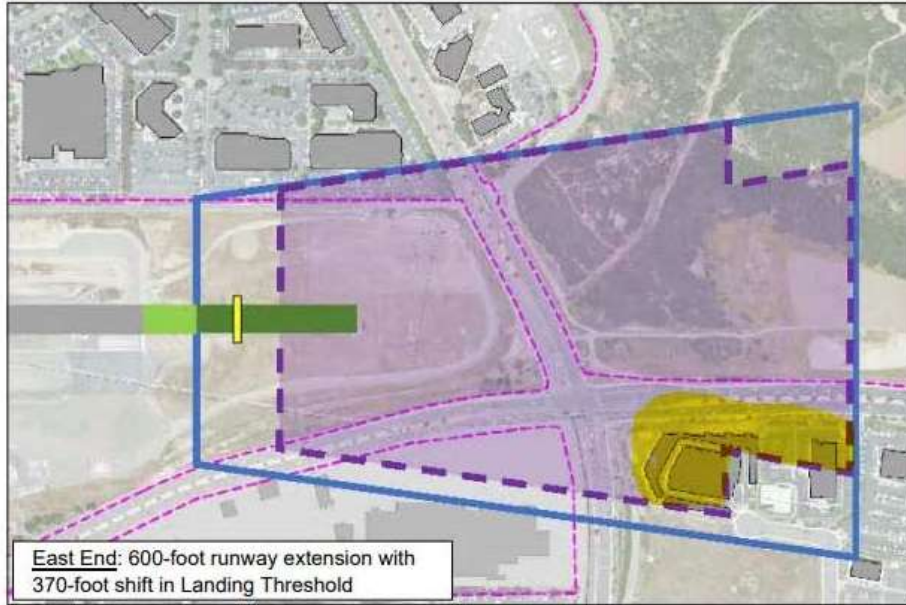 East End: 600-foot runway extension with
370-foot shift in Landing Threshold